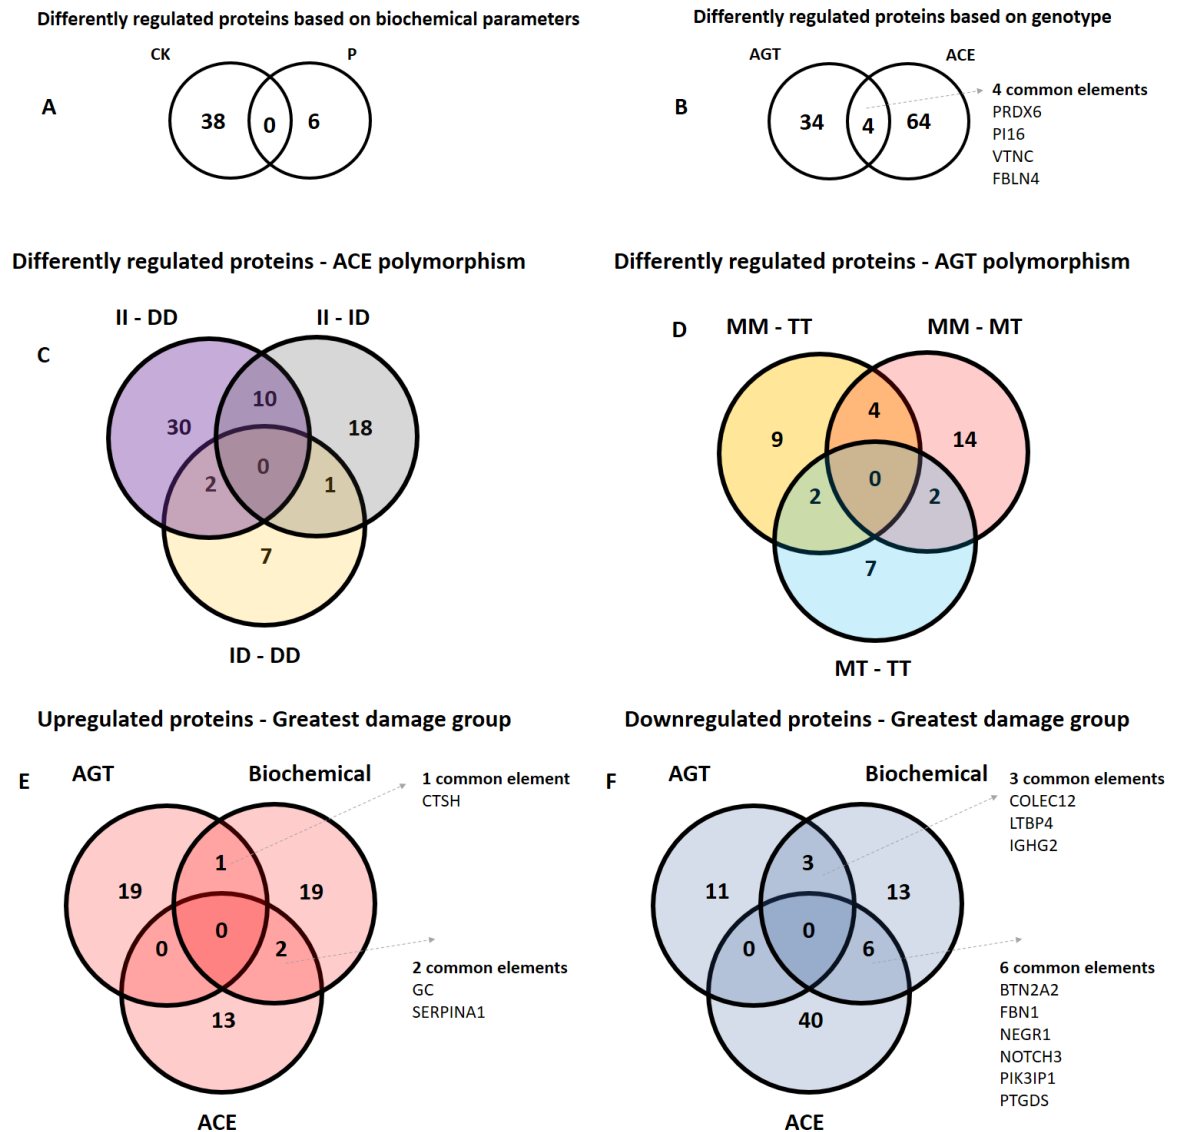 Differently regulated proteins based on biochemical parameters
CK
P
A
38
0
6
Differently regulated proteins based on genotype
AGT
ACE
B
34
4
64
4 common elements
PRDX6
PI16
VTNC
FBLN4
Differently regulated proteins - ACE polymorphism
II - DD
II - ID
C
10
30
18
0
2
1
7
ID - DD
Differently regulated proteins - AGT polymorphism
D
MM - TT
MM - MT
4
9
14
0
2
2
7
MT - TT
Upregulated proteins - Greatest damage group
E
AGT
Biochemical
1 common element
CTSH
1
19
19
0
0
2
2 common elements
GC
SERPINA1
13
ACE
Downregulated proteins - Greatest damage group
F
AGT
Biochemical
3 common elements
COLEC12
LTBP4
IGHG2
3
11
13
0
0
6
6 common elements
BTN2A2
FBN1
NEGR1
NOTCH3
PIK3IP1
PTGDS
40
ACE